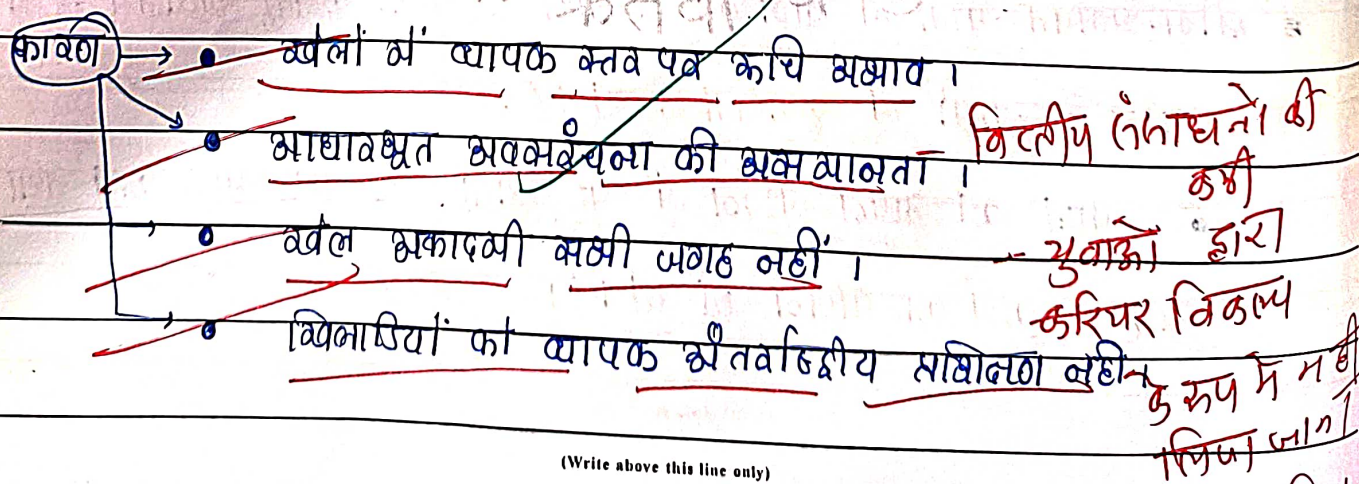 कारण → • खेलों में व्यापक स्तर पर रूचि अभाव ।
• आधारभूत अवसंरचना की असमानता ।
- वित्तीय संसाधनों की
कमी
• खेल अकादमी सभी जगह नहीं ।
- युवाओं द्वारा
करियर विकल्प
• खिलाडियों को व्यापक अंतर्राष्ट्रीय प्रशिक्षण नहीं
के रूप में नहीं
लिया जाना
(Write above this line only)